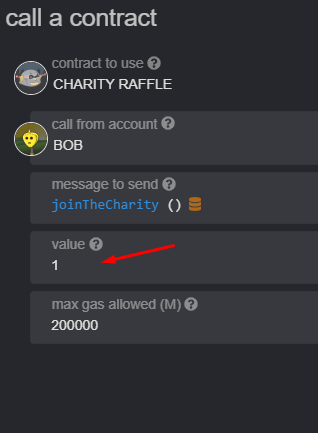 call a contract
contract to use ?
CHARITY RAFFLE
call from account ?
BOB
message to send ?
joinTheCharity ()
value ?
1
max gas allowed (M) ?
200000